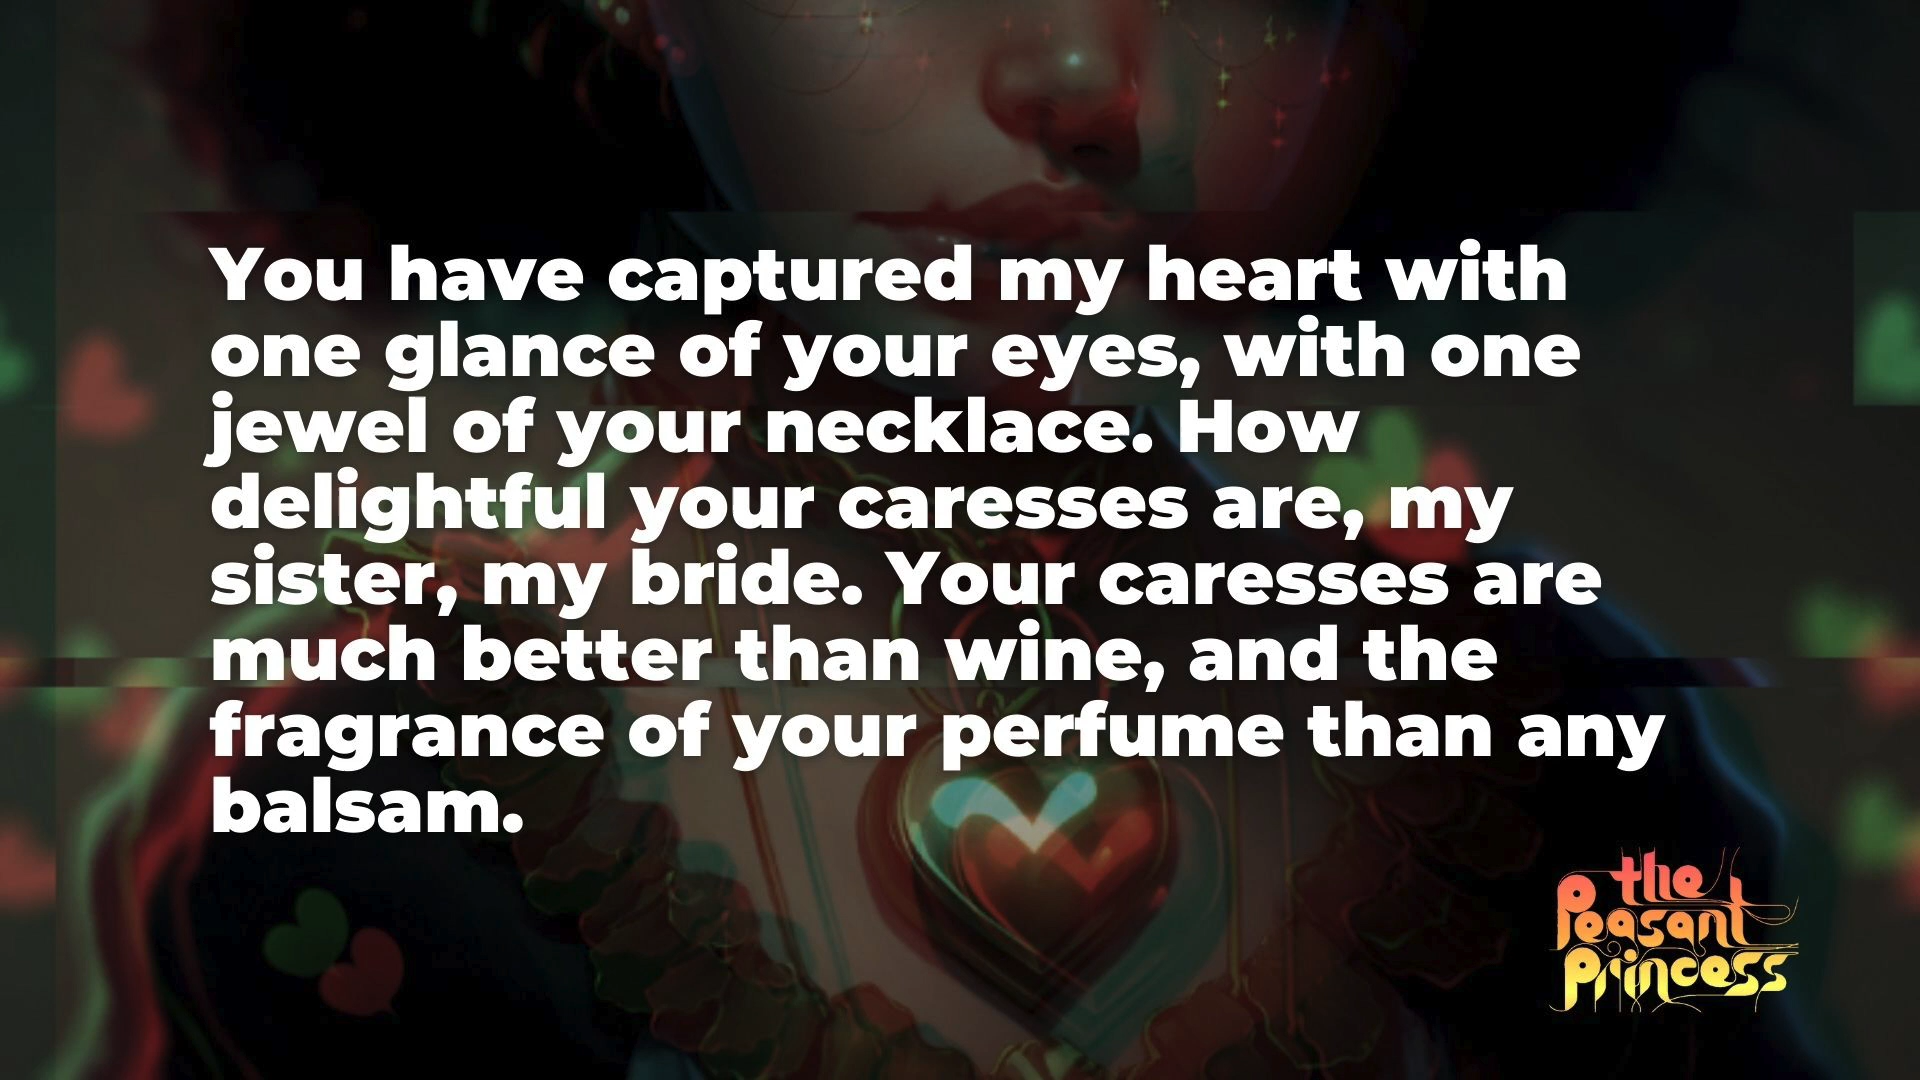 You have captured my heart with
one glance of your eyes, with one
jewel of your necklace. How
delightful your caresses are, my
sister, my bride. Your caresses are
much better than wine, and the
fragrance of your perfume than any
balsam.
the
Peasant
Princess